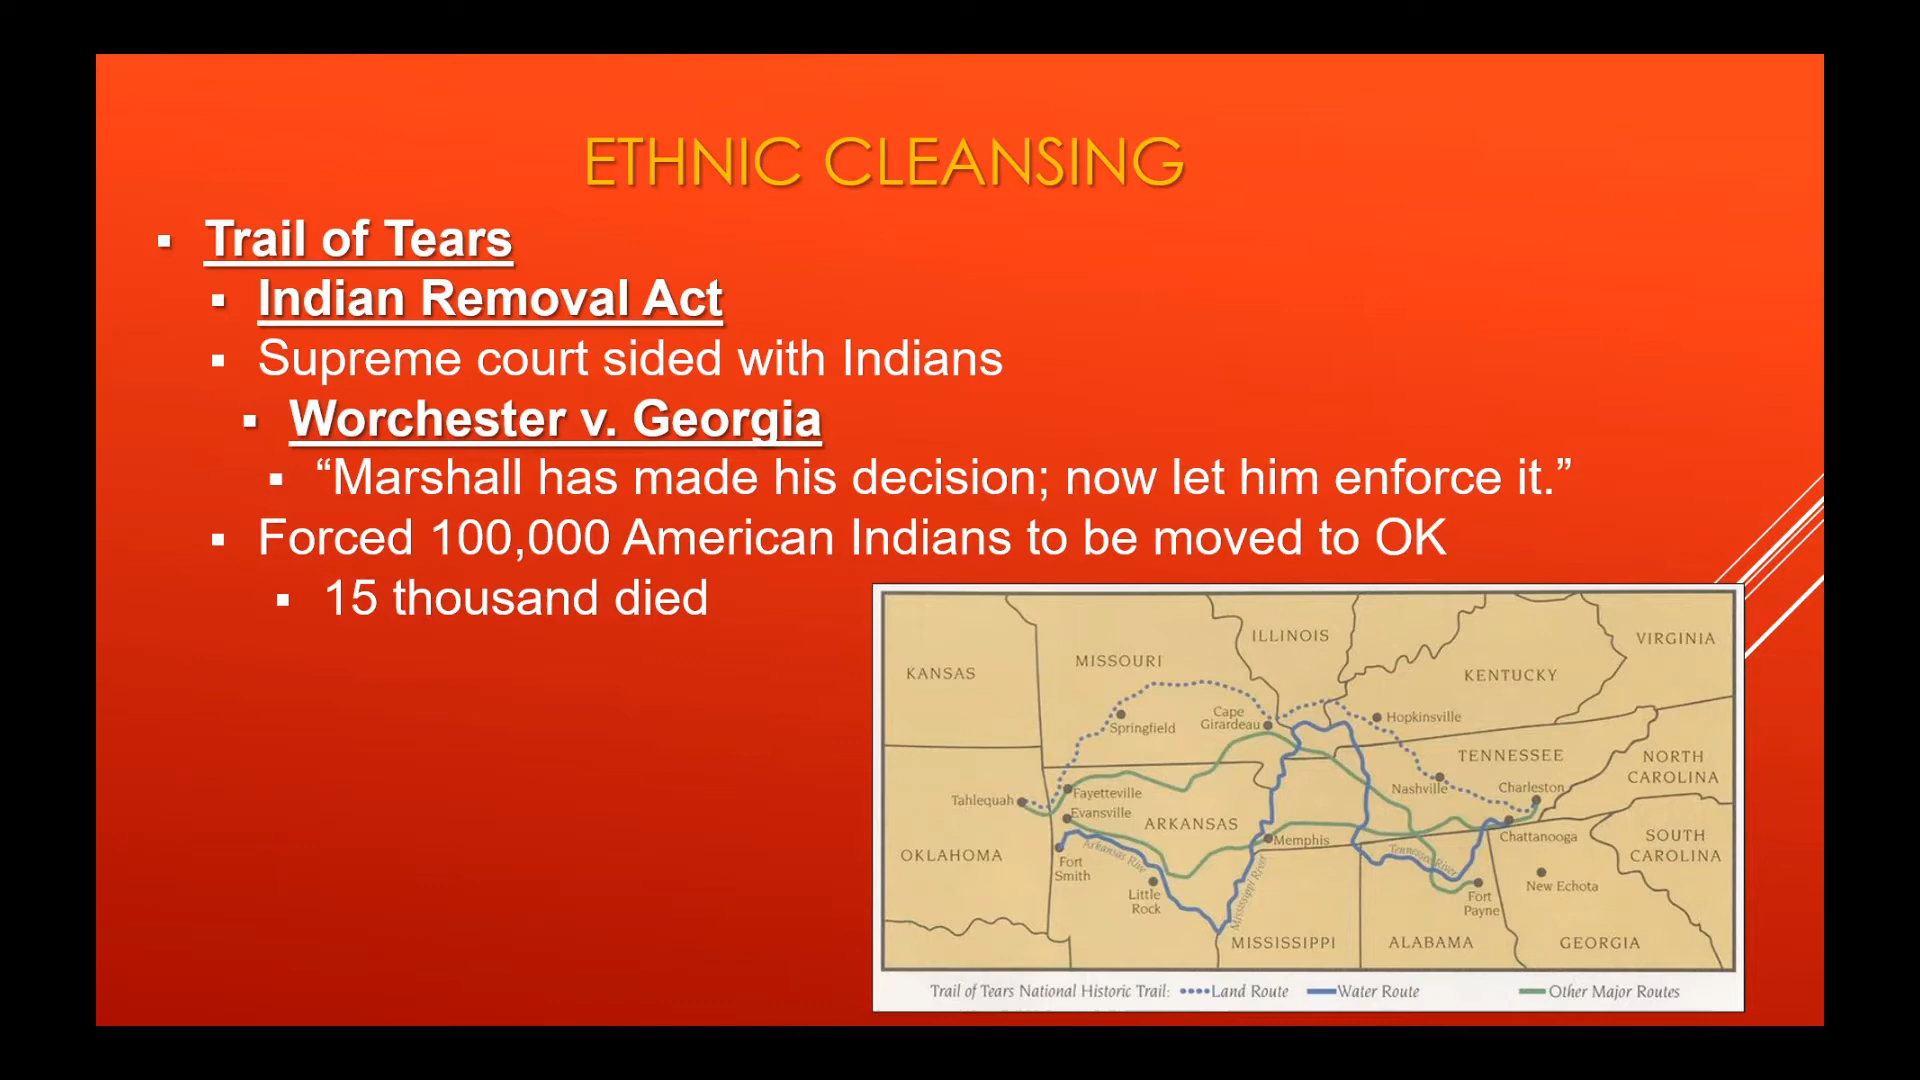 ETHNIC CLEANSING
Trail of Tears
Indian Removal Act
Supreme court sided with Indians
Worchester v. Georgia
“Marshall has made his decision; now let him enforce it.”
Forced 100,000 American Indians to be moved to OK
15 thousand died
ILLINOIS
VIRGINIA
MISSOURI
KANSAS
KENTUCKY
Cape
Girardeau
Hopkinsville
Springfield
TENNESSEE
NORTH
CAROLINA
Nashville
Charleston
Tahlequah
Fayetteville
Evansville
ARKANSAS
Memphis
Chattanooga
SOUTH
CAROLINA
OKLAHOMA
Arkansas River
Tennessee River
Fort
Smith
Mississippi River
New Echota
Little
Rock
Fort
Payne
MISSISSIPPI
ALABAMA
GEORGIA
Trail of Tears National Historic Trail: Land Route Water Route Other Major Routes